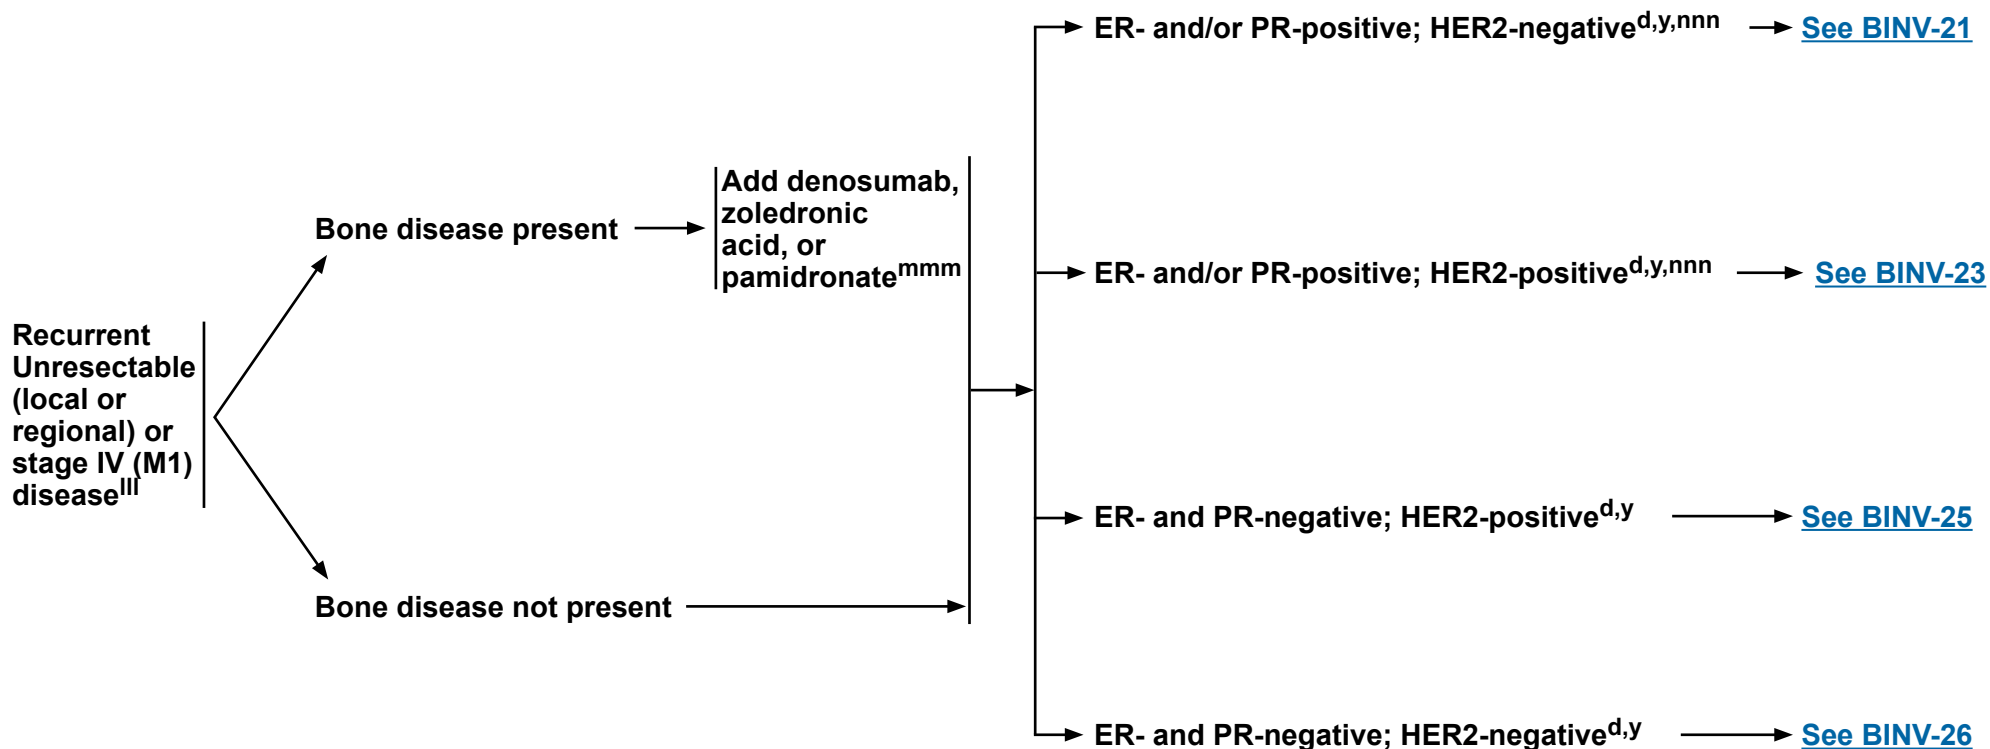 Recurrent
Unresectable
(local or
regional) or
stage IV (M1)
diseaselll
Bone disease present
Bone disease not present
Add denosumab,
zoledronic
acid, or
pamidronatemmm
ER- and/or PR-positive; HER2-negatived,y,nnn
See BINV-21
ER- and/or PR-positive; HER2-positived,y,nnn
See BINV-23
ER- and PR-negative; HER2-positived,y
See BINV-25
ER- and PR-negative; HER2-negatived,y
See BINV-26